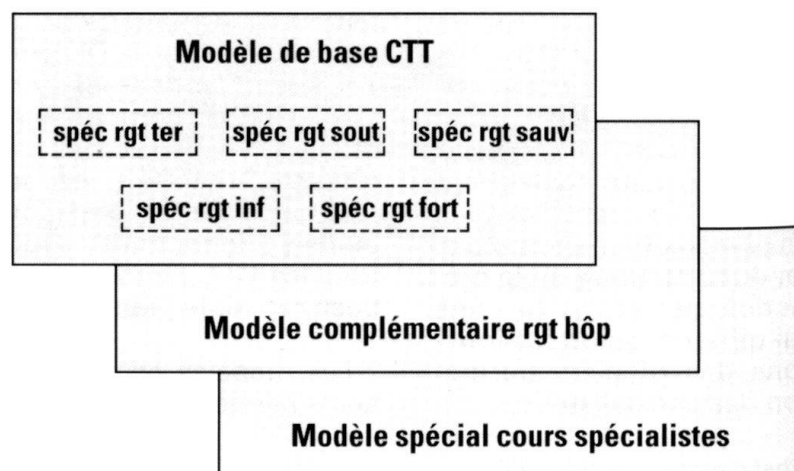 Modèle de base CTT
spéc rgt ter spéc rgt sout spéc rgt sauv
spéc rgt inf spéc rgt fort
Modèle complémentaire rgt hôp
Modèle spécial cours spécialistes